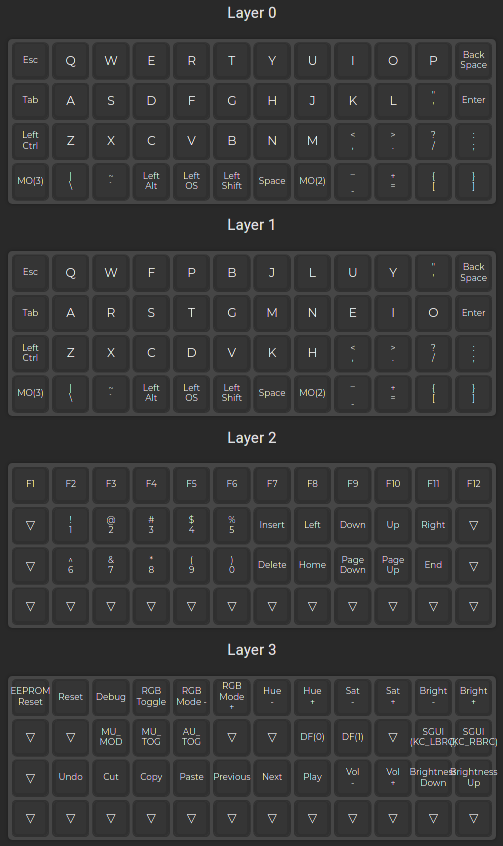 Layer 0
Esc Q W E R T Y U I O P Back Space
Tab A S D F G H J K L " ' Enter
Left Ctrl Z X C V B N M < , > . ? / : ;
MO(3) | \ ~ ` Left Alt Left OS Left Shift Space MO(2) _ - + = { [ } ]
Layer 1
Esc Q W F P B J L U Y " ' Back Space
Tab A R S T G M N E I O Enter
Left Ctrl Z X C D V K H < , > . ? / : ;
MO(3) | \ ~ ` Left Alt Left OS Left Shift Space MO(2) _ - + = { [ } ]
Layer 2
F1 F2 F3 F4 F5 F6 F7 F8 F9 F10 F11 F12
▽ ! 1 @ 2 # 3 $ 4 % 5 Insert Left Down Up Right ▽
▽ ^ 6 & 7 * 8 ( 9 ) 0 Delete Home Page Down Page Up End ▽
▽ ▽ ▽ ▽ ▽ ▽ ▽ ▽ ▽ ▽ ▽ ▽
Layer 3
EEPROM Reset Reset Debug RGB Toggle RGB Mode - RGB Mode + Hue - Hue + Sat - Sat + Bright - Bright +
▽ ▽ MU_MOD MU_TOG AU_TOG ▽ ▽ DF(0) DF(1) ▽ SGUI (KC_LBRC) SGUI (KC_RBRC)
▽ Undo Cut Copy Paste Previous Next Play Vol - Vol + Brightness Down Brightness Up
▽ ▽ ▽ ▽ ▽ ▽ ▽ ▽ ▽ ▽ ▽ ▽